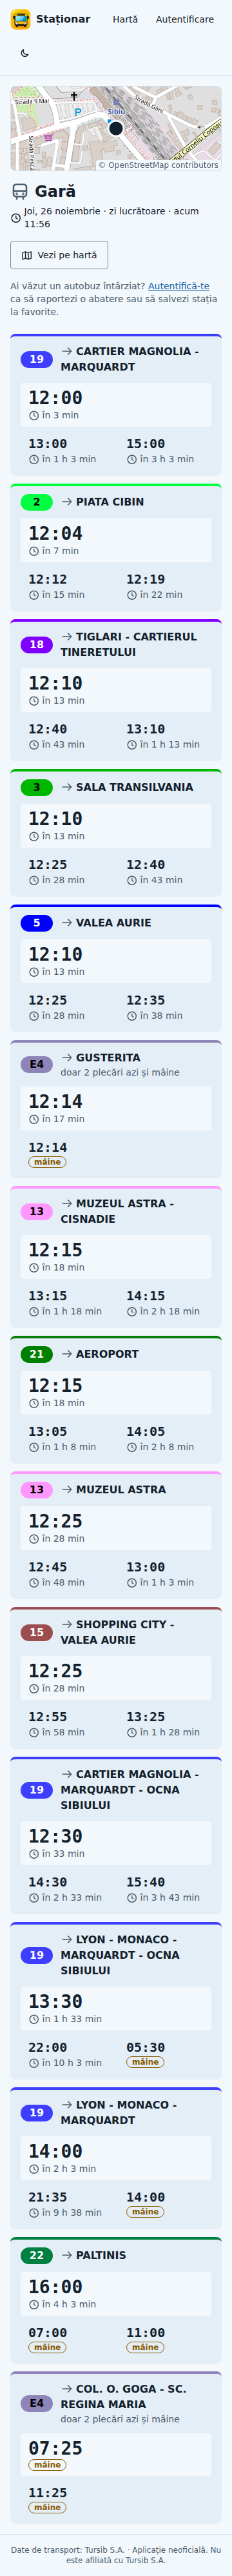 Staționar
Hartă
Autentificare
Strada 9 Mai
Sibiu
Strada Gării
Coposu
© OpenStreetMap contributors
Gară
Joi, 26 noiembrie · zi lucrătoare · acum
11:56
Vezi pe hartă
Ai văzut un autobuz întârziat? Autentifică-te
ca să raportezi o abatere sau să salvezi stația
la favorite.
19
→ CARTIER MAGNOLIA -
MARQUARDT
12:00
în 3 min
13:00
15:00
în 1 h 3 min
în 3 h 3 min
2
→ PIATA CIBIN
12:04
în 7 min
12:12
12:19
în 15 min
în 22 min
18
→ TIGLARI - CARTIERUL
TINERETULUI
12:10
în 13 min
12:40
13:10
în 43 min
în 1 h 13 min
3
→ SALA TRANSILVANIA
12:10
în 13 min
12:25
12:40
în 28 min
în 43 min
5
→ VALEA AURIE
12:10
în 13 min
12:25
12:35
în 28 min
în 38 min
E4
→ GUSTERITA
doar 2 plecări azi și mâine
12:14
în 17 min
12:14
mâine
13
→ MUZEUL ASTRA -
CISNADIE
12:15
în 18 min
13:15
14:15
în 1 h 18 min
în 2 h 18 min
21
→ AEROPORT
12:15
în 18 min
13:05
14:05
în 1 h 8 min
în 2 h 8 min
13
→ MUZEUL ASTRA
12:25
în 28 min
12:45
13:00
în 48 min
în 1 h 3 min
15
→ SHOPPING CITY -
VALEA AURIE
12:25
în 28 min
12:55
13:25
în 58 min
în 1 h 28 min
19
→ CARTIER MAGNOLIA -
MARQUARDT - OCNA
SIBIULUI
12:30
în 33 min
14:30
15:40
în 2 h 33 min
în 3 h 43 min
19
→ LYON - MONACO -
MARQUARDT - OCNA
SIBIULUI
13:30
în 1 h 33 min
22:00
05:30
în 10 h 3 min
mâine
19
→ LYON - MONACO -
MARQUARDT
14:00
în 2 h 3 min
21:35
14:00
în 9 h 38 min
mâine
22
→ PALTINIS
16:00
în 4 h 3 min
07:00
11:00
mâine
mâine
E4
→ COL. O. GOGA - SC.
REGINA MARIA
doar 2 plecări azi și mâine
07:25
mâine
11:25
mâine
Date de transport: Tursib S.A. · Aplicație neoficială. Nu
este afiliată cu Tursib S.A.